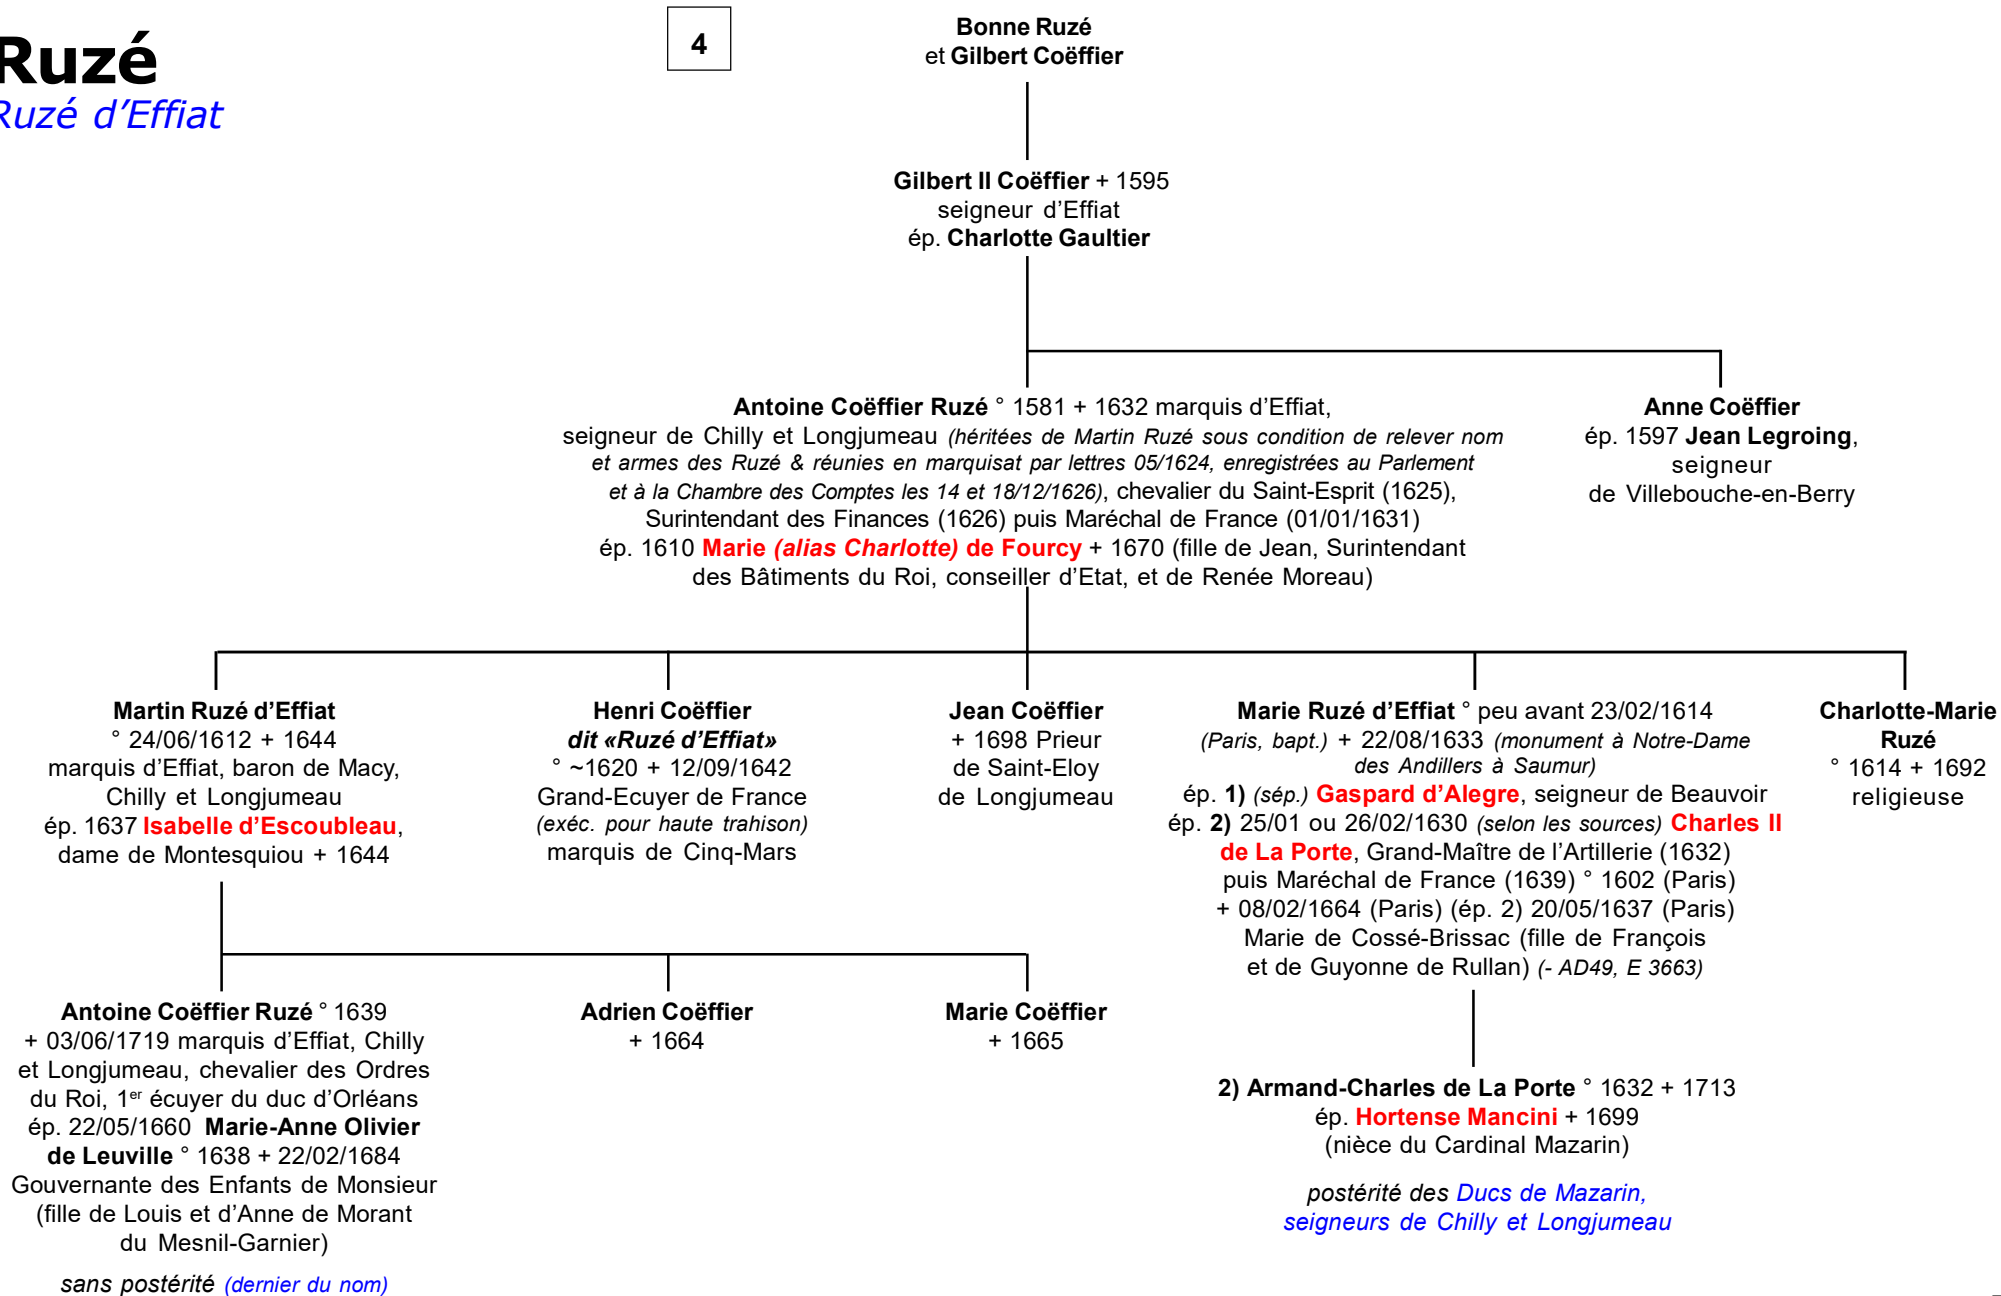 Ruzé
Ruzé d’Effiat
4
Bonne Ruzé
et Gilbert Coëffier
Gilbert II Coëffier + 1595
seigneur d’Effiat
ép. Charlotte Gaultier
Antoine Coëffier Ruzé ° 1581 + 1632 marquis d’Effiat,
seigneur de Chilly et Longjumeau (héritées de Martin Ruzé sous condition de relever nom
et armes des Ruzé & réunies en marquisat par lettres 05/1624, enregistrées au Parlement
et à la Chambre des Comptes les 14 et 18/12/1626), chevalier du Saint-Esprit (1625),
Surintendant des Finances (1626) puis Maréchal de France (01/01/1631)
ép. 1610 Marie (alias Charlotte) de Fourcy + 1670 (fille de Jean, Surintendant
des Bâtiments du Roi, conseiller d’Etat, et de Renée Moreau)
Anne Coëffier
ép. 1597 Jean Legroing,
seigneur
de Villebouche-en-Berry
Martin Ruzé d’Effiat
° 24/06/1612 + 1644
marquis d’Effiat, baron de Macy,
Chilly et Longjumeau
ép. 1637 Isabelle d’Escoubleau,
dame de Montesquiou + 1644
Henri Coëffier
dit «Ruzé d’Effiat»
° ~1620 + 12/09/1642
Grand-Ecuyer de France
(exéc. pour haute trahison)
marquis de Cinq-Mars
Jean Coëffier
+ 1698 Prieur
de Saint-Eloy
de Longjumeau
Marie Ruzé d’Effiat ° peu avant 23/02/1614
(Paris, bapt.) + 22/08/1633 (monument à Notre-Dame
des Andillers à Saumur)
ép. 1) (sép.) Gaspard d’Alegre, seigneur de Beauvoir
ép. 2) 25/01 ou 26/02/1630 (selon les sources) Charles II
de La Porte, Grand-Maître de l’Artillerie (1632)
puis Maréchal de France (1639) ° 1602 (Paris)
+ 08/02/1664 (Paris) (ép. 2) 20/05/1637 (Paris)
Marie de Cossé-Brissac (fille de François
et de Guyonne de Rullan) (- AD49, E 3663)
Charlotte-Marie
Ruzé
° 1614 + 1692
religieuse
Antoine Coëffier Ruzé ° 1639
+ 03/06/1719 marquis d’Effiat, Chilly
et Longjumeau, chevalier des Ordres
du Roi, 1er écuyer du duc d’Orléans
ép. 22/05/1660 Marie-Anne Olivier
de Leuville ° 1638 + 22/02/1684
Gouvernante des Enfants de Monsieur
(fille de Louis et d’Anne de Morant
du Mesnil-Garnier)
sans postérité (dernier du nom)
Adrien Coëffier
+ 1664
Marie Coëffier
+ 1665
2) Armand-Charles de La Porte ° 1632 + 1713
ép. Hortense Mancini + 1699
(nièce du Cardinal Mazarin)
postérité des Ducs de Mazarin,
seigneurs de Chilly et Longjumeau